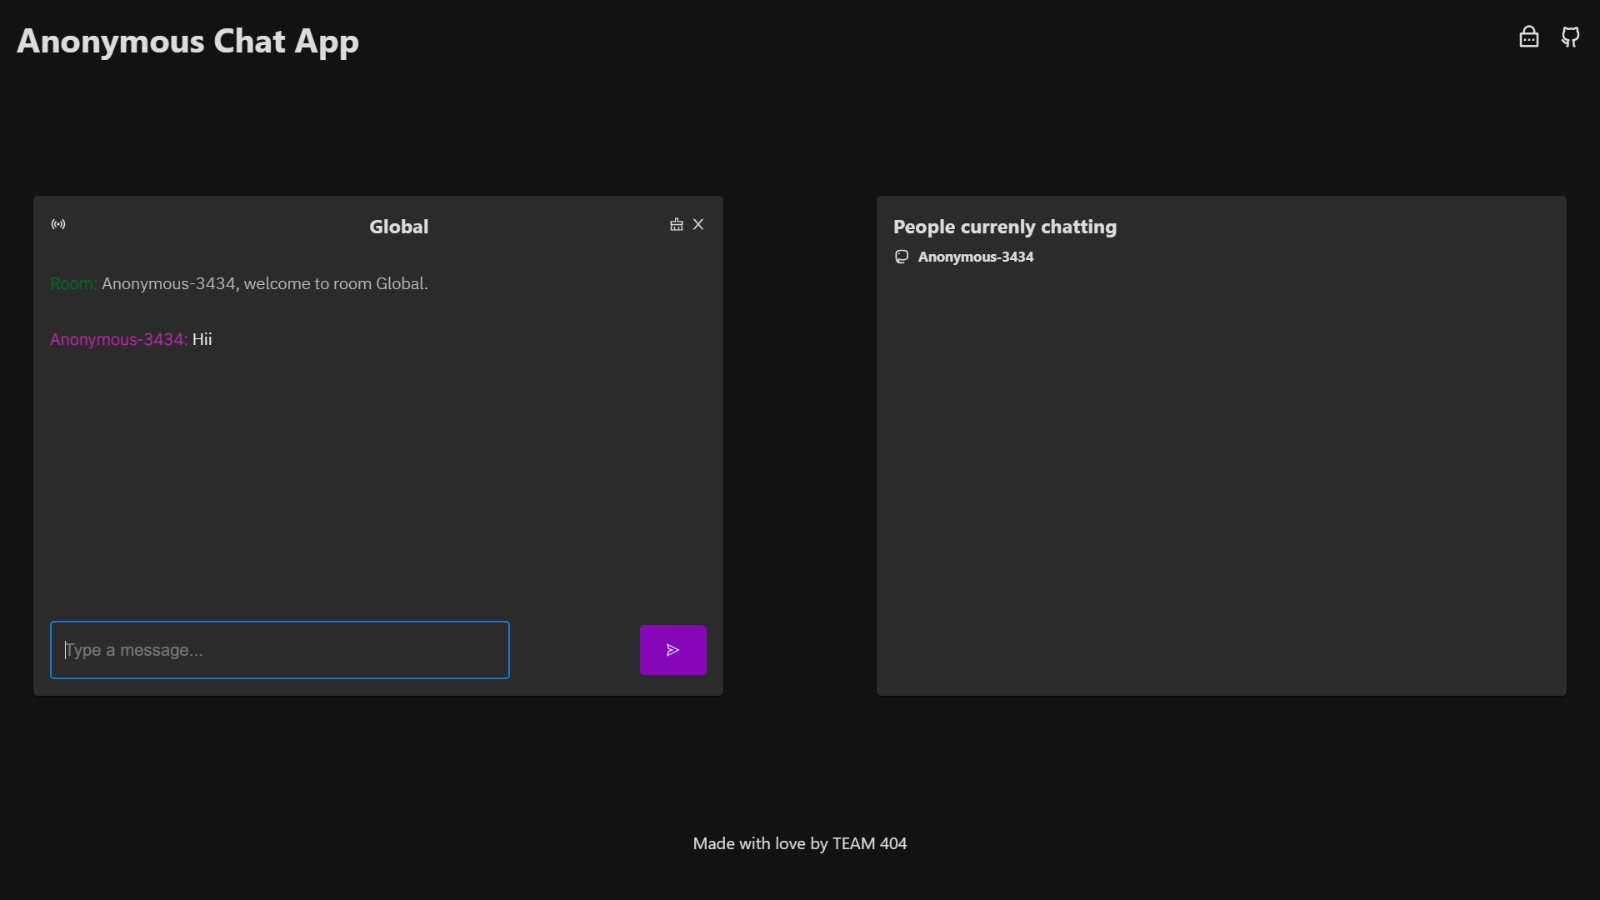 Anonymous Chat App
Global
Room: Anonymous-3434, welcome to room Global.
Anonymous-3434: Hii
Type a message...
People currenly chatting
Anonymous-3434
Made with love by TEAM 404